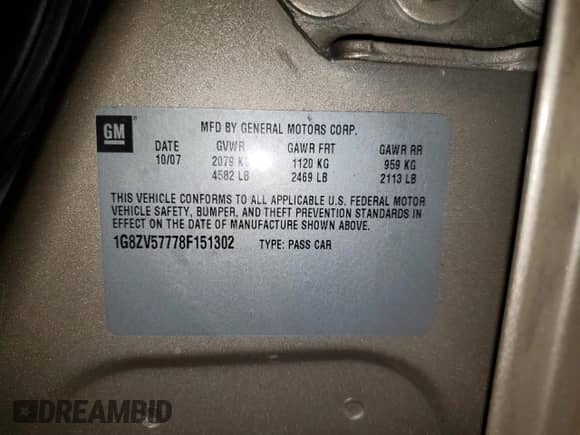 MFD BY GENERAL MOTORS CORP.
GM
DATE GVWR GAWR FRT GAWR RR
10/07 2079 KG 1120 KG 959 KG
4582 LB 2469 LB 2113 LB
THIS VEHICLE CONFORMS TO ALL APPLICABLE U.S. FEDERAL MOTOR
VEHICLE SAFETY, BUMPER, AND THEFT PREVENTION STANDARDS IN
EFFECT ON THE DATE OF MANUFACTURE SHOWN ABOVE.
1G8ZV57778F151302 TYPE: PASS CAR
DREAMBID